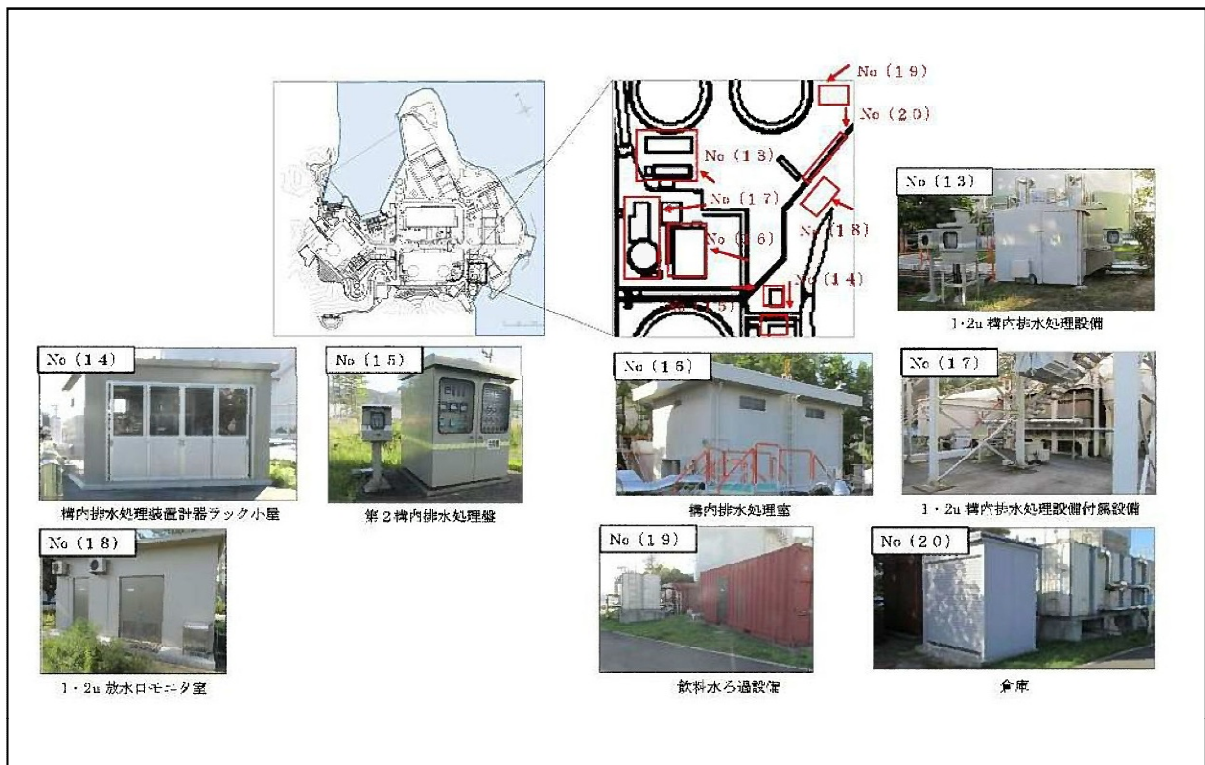 No (19)
No (20)
No (13)
No (17)
No (16)
No (18)
No (14)
No (15)
No (13)
1・2u 構内排水処理設備
No (14)
構内排水処理装置計器ラック小屋
No (15)
第2構内排水処理盤
No (16)
構内排水処理室
No (17)
1・2u 構内排水処理設備付属設備
No (18)
1・2u 放水口モニタ室
No (19)
飲料水ろ過設備
No (20)
倉庫